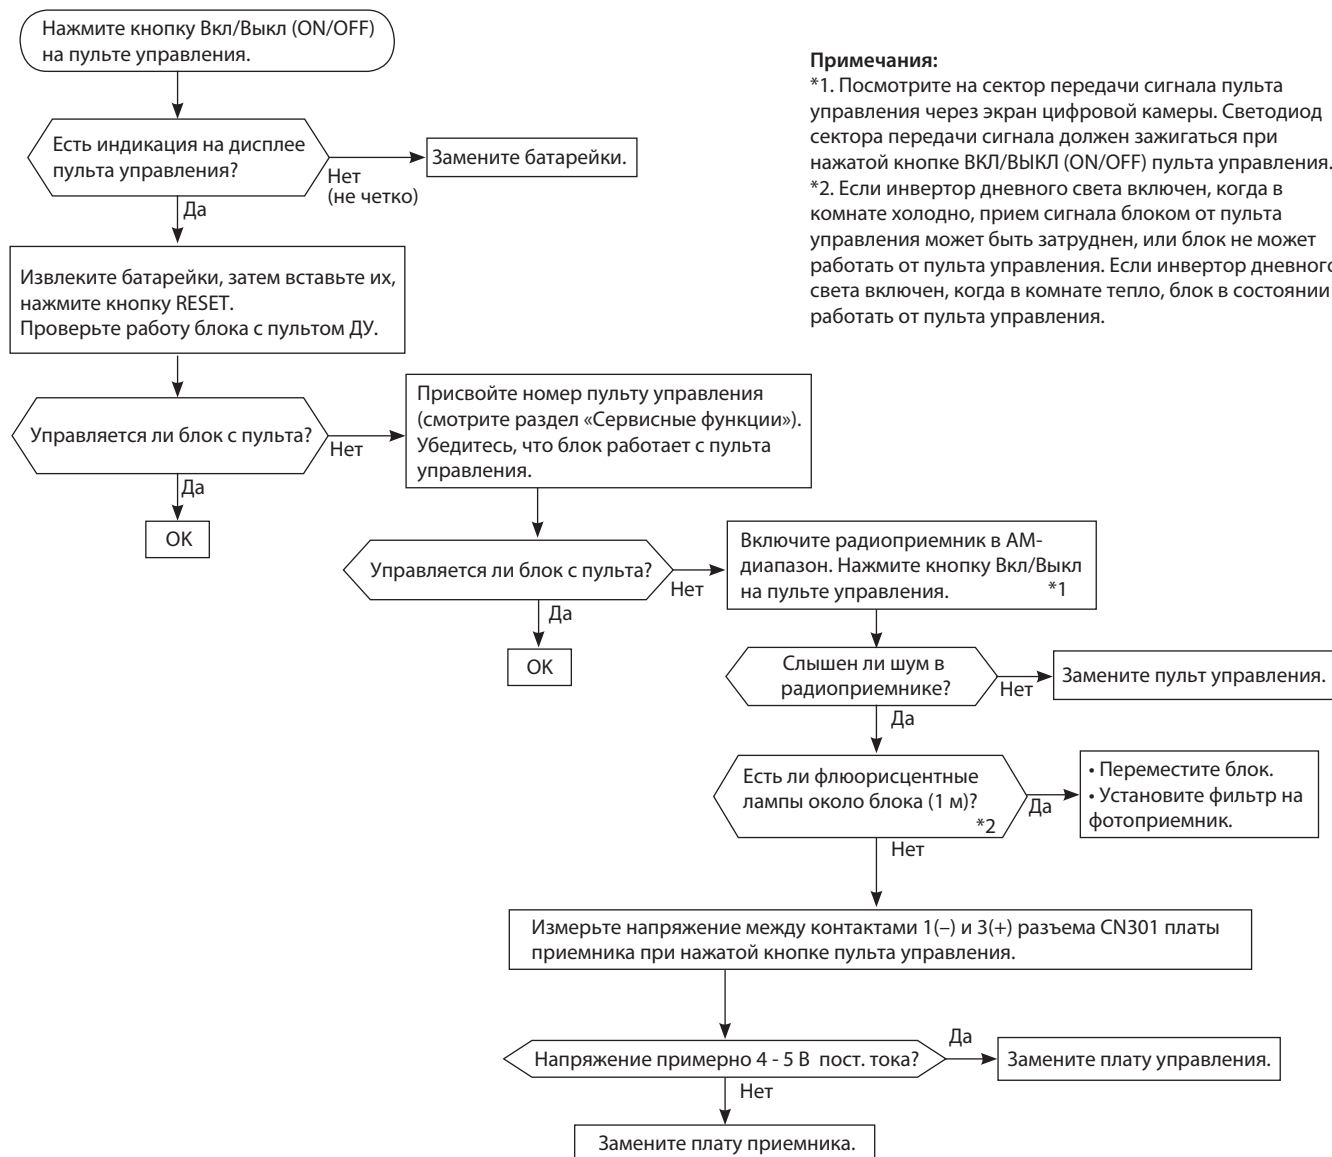 Нажмите кнопку Вкл/Выкл (ON/OFF)
на пульте управления.
Примечания:
*1. Посмотрите на сектор передачи сигнала пульта
управления через экран цифровой камеры. Светодиод
сектора передачи сигнала должен зажигаться при
нажатой кнопке ВКЛ/ВЫКЛ (ON/OFF) пульта управления.
*2. Если инвертор дневного света включен, когда в
комнате холодно, прием сигнала блоком от пульта
управления может быть затруднен, или блок не может
работать от пульта управления. Если инвертор дневного
света включен, когда в комнате тепло, блок в состоянии
работать от пульта управления.
Есть индикация на дисплее
пульта управления?
Нет
(не четко)
Замените батарейки.
Да
Извлеките батарейки, затем вставьте их,
нажмите кнопку RESET.
Проверьте работу блока с пультом ДУ.
Управляется ли блок с пульта?
Нет
Да
OK
Присвойте номер пульту управления
(смотрите раздел «Сервисные функции»).
Убедитесь, что блок работает с пульта
управления.
Управляется ли блок с пульта?
Нет
Да
OK
Включите радиоприемник в АМ-
диапазон. Нажмите кнопку Вкл/Выкл
на пульте управления. *1
Слышен ли шум в
радиоприемнике?
Нет
Замените пульт управления.
Да
Есть ли флюорисцентные
лампы около блока (1 м)?
*2
Да
• Переместите блок.
• Установите фильтр на
фотоприемник.
Нет
Измерьте напряжение между контактами 1(–) и 3(+) разъема CN301 платы
приемника при нажатой кнопке пульта управления.
Напряжение примерно 4 - 5 В пост. тока?
Да
Замените плату управления.
Нет
Замените плату приемника.